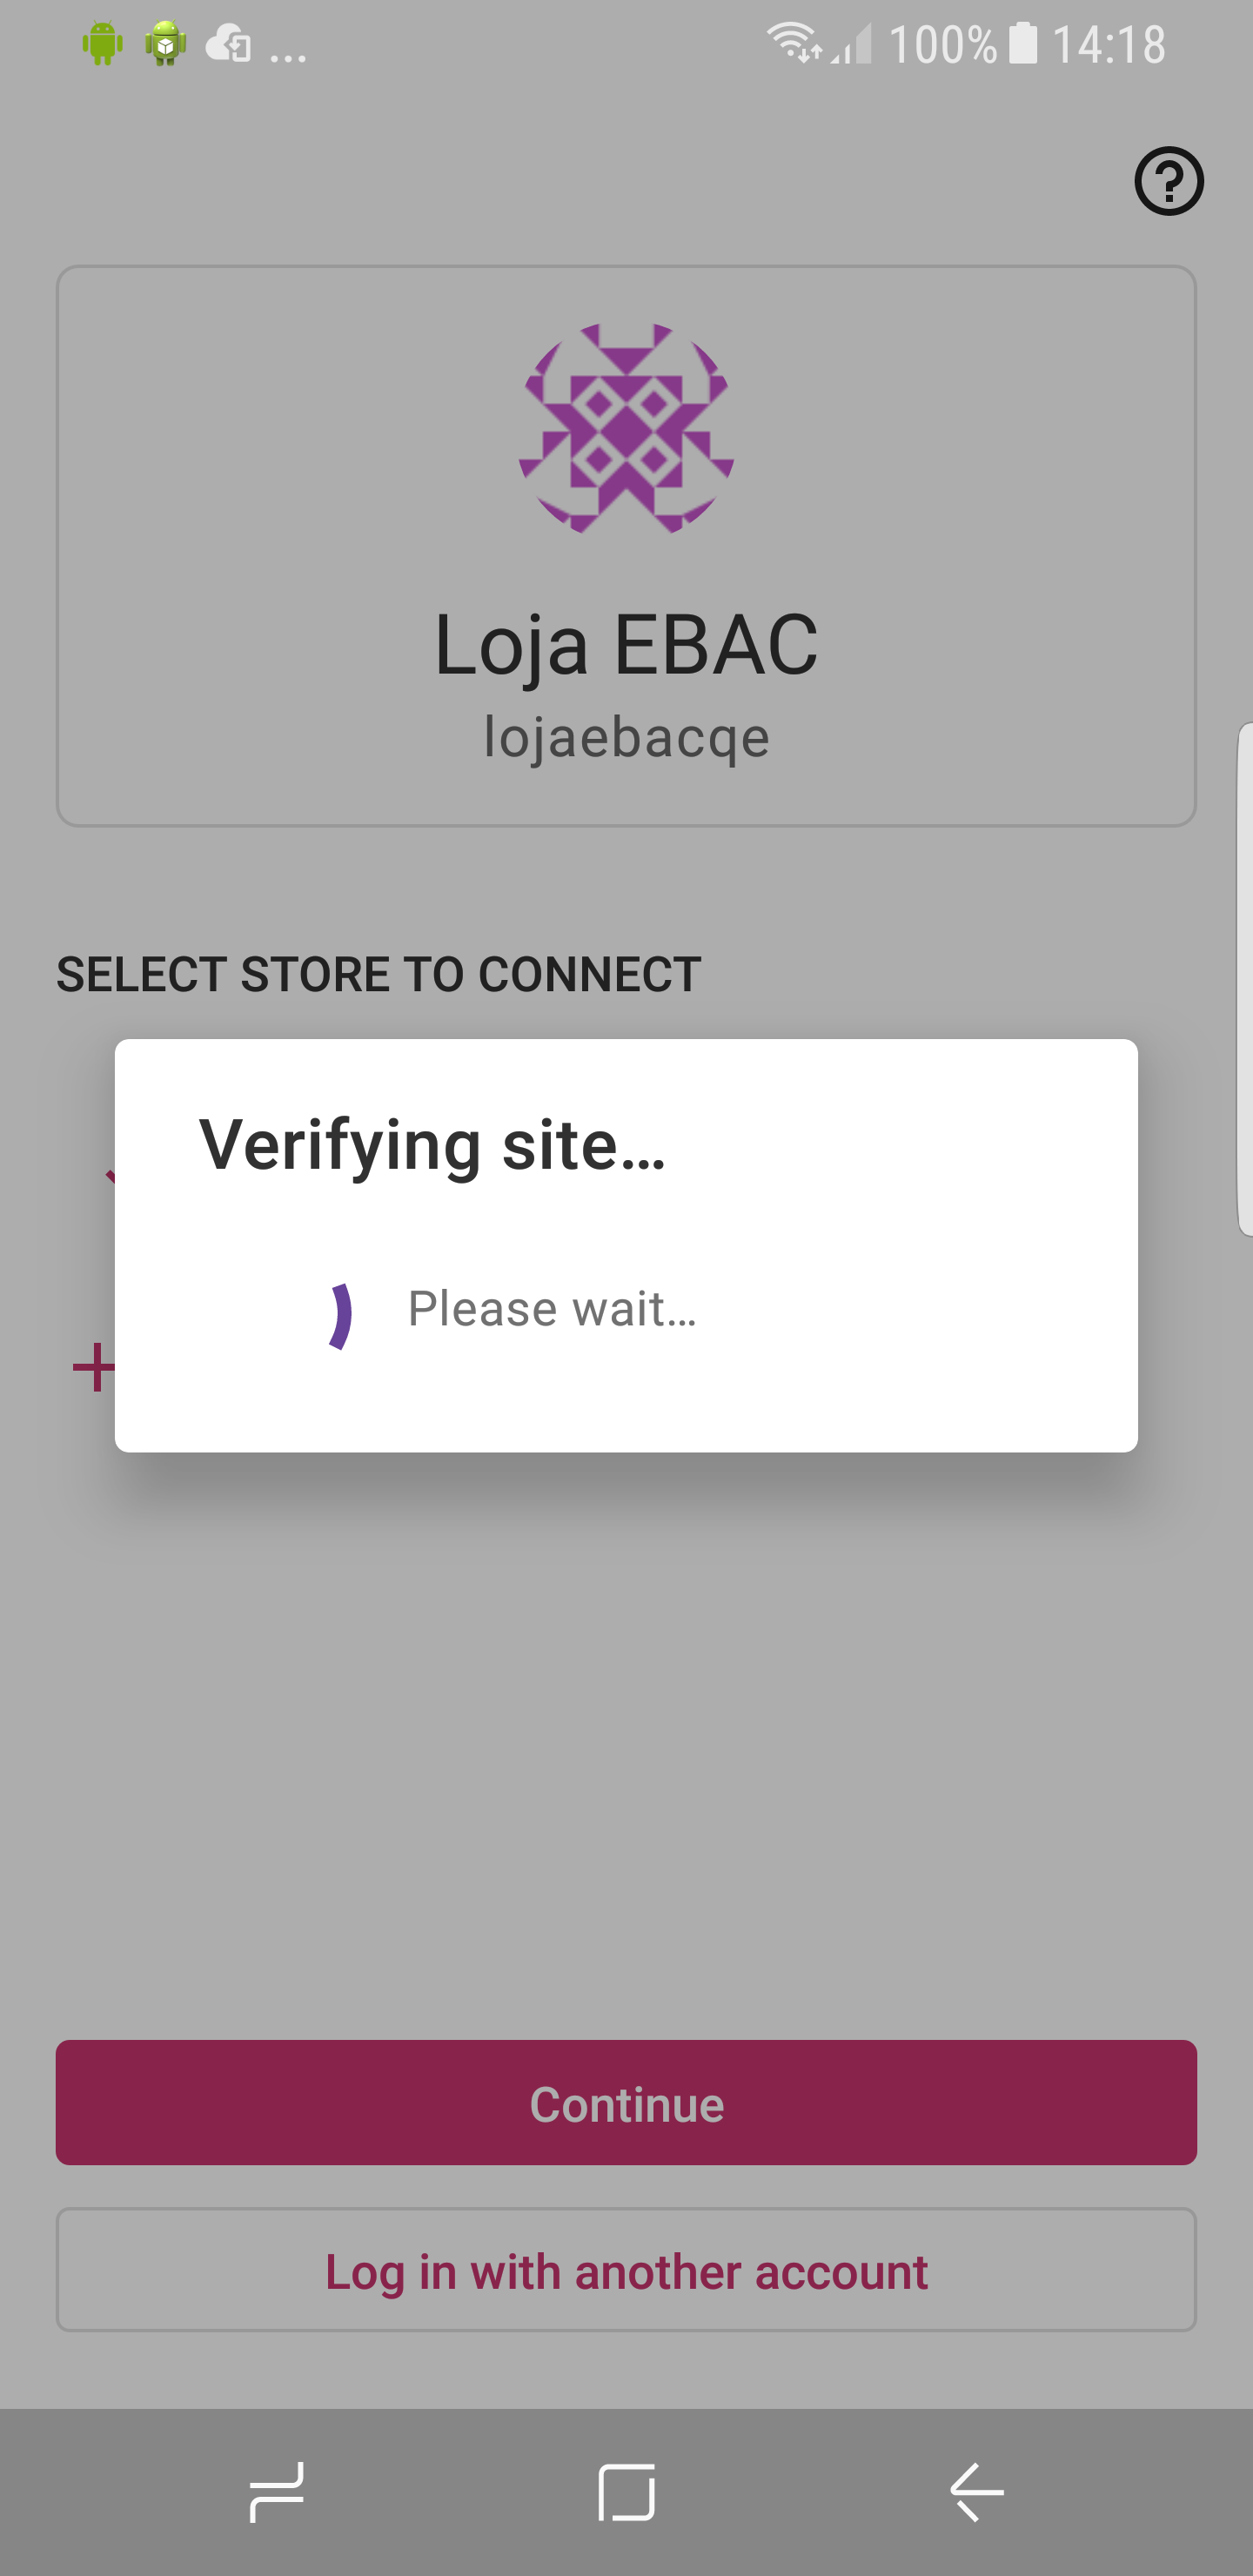 ... 100% 14:18
Loja EBAC
lojaebacqe
SELECT STORE TO CONNECT
Verifying site...
Please wait...
Continue
Log in with another account